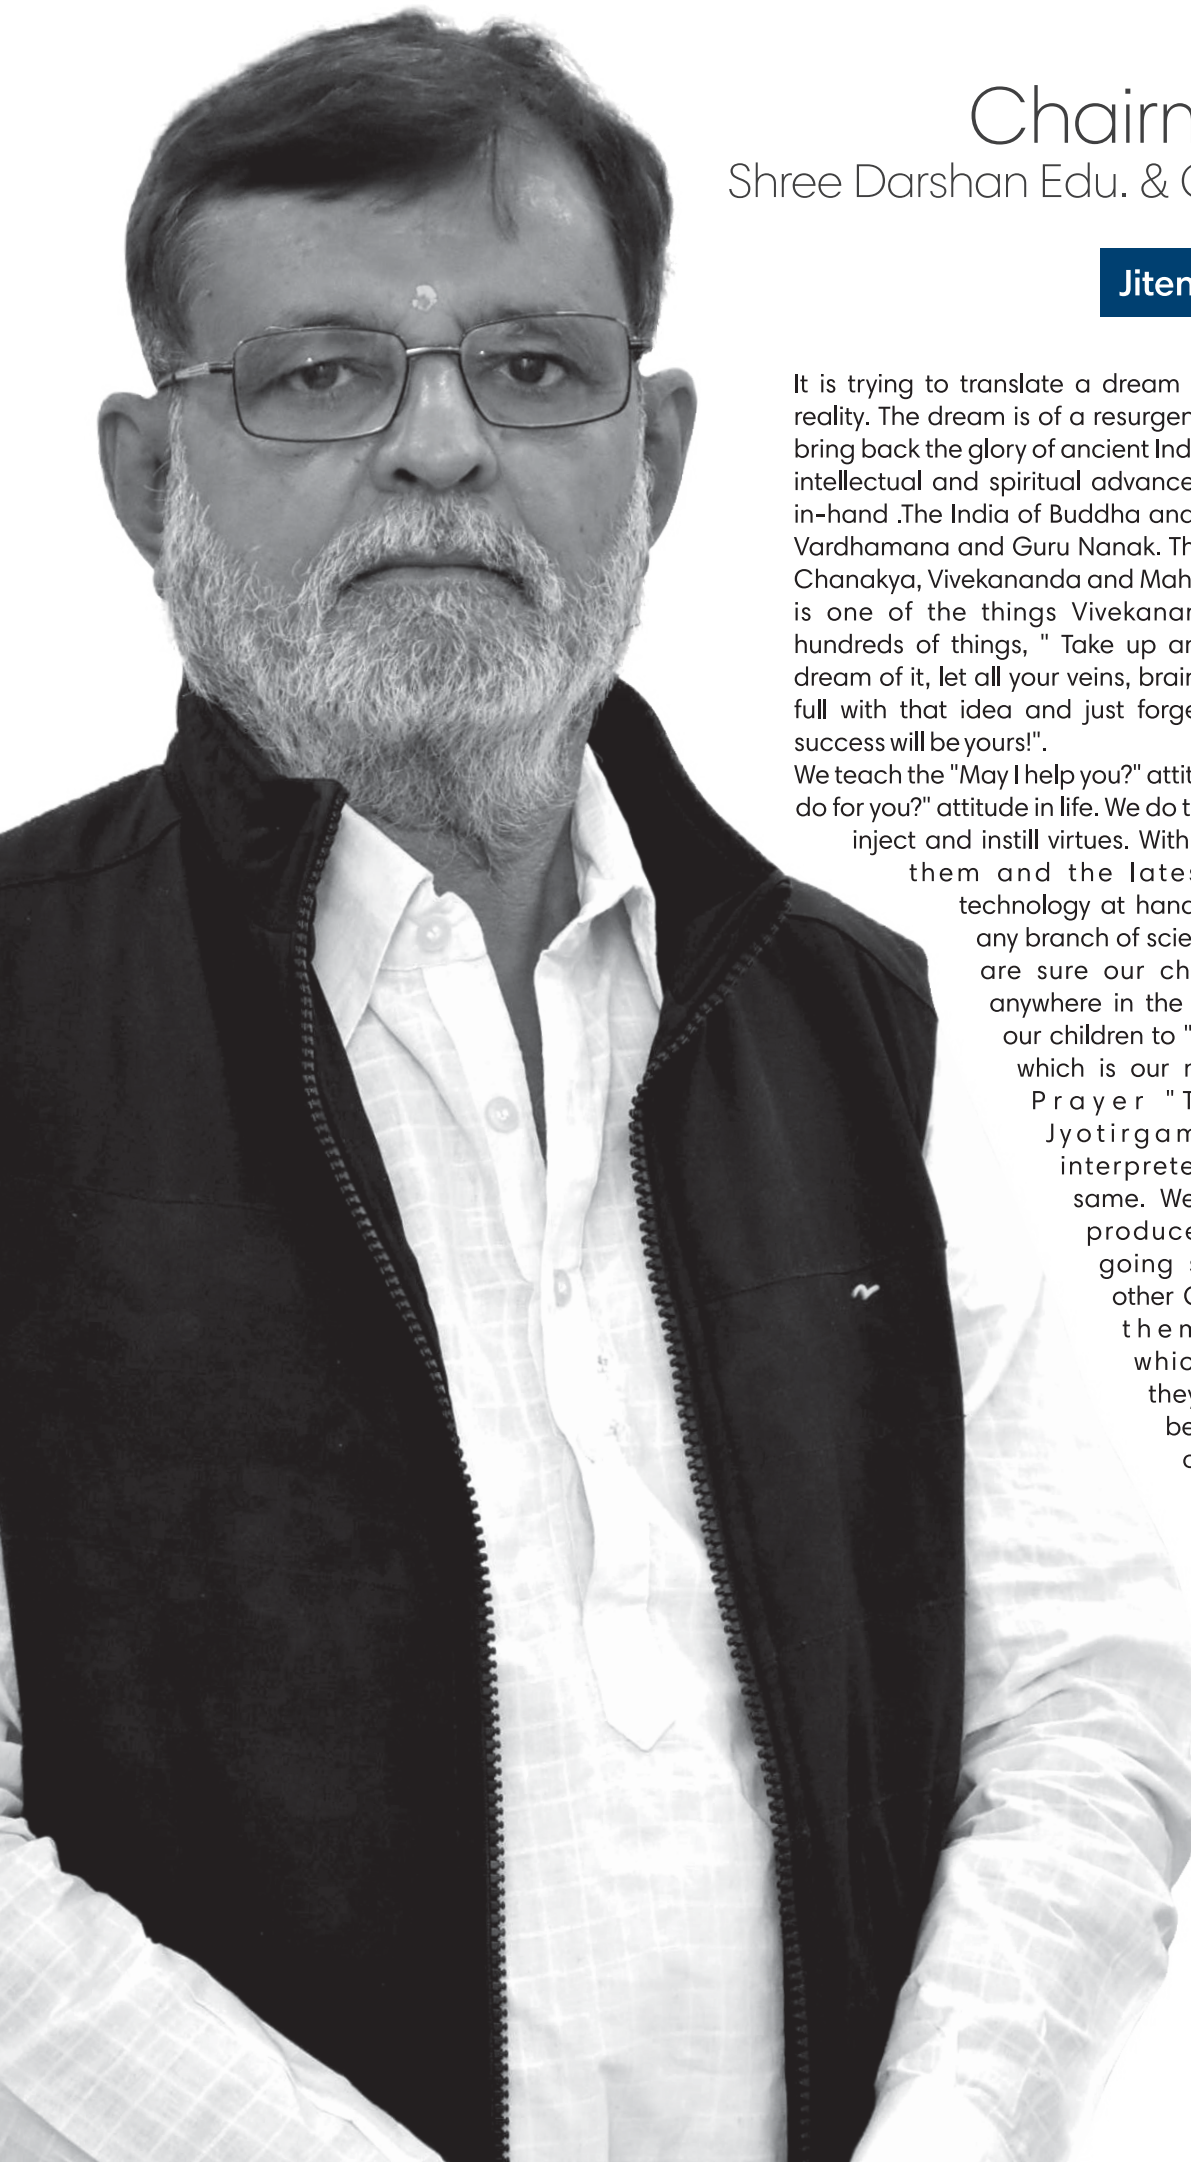 Chairm
Shree Darshan Edu. & C
Jiten
It is trying to translate a dream
reality. The dream is of a resurgen
bring back the glory of ancient Ind
intellectual and spiritual advance
in-hand .The India of Buddha and
Vardhamana and Guru Nanak. Th
Chanakya, Vivekananda and Mah
is one of the things Vivekanan
hundreds of things, " Take up an
dream of it, let all your veins, brain
full with that idea and just forge
success will be yours!".
We teach the "May I help you?" attit
do for you?" attitude in life. We do t
inject and instill virtues. With
them and the lates
technology at hand
any branch of scie
are sure our ch
anywhere in the
our children to "
which is our m
Prayer "T
Jyotirgam
interprete
same. We
produce
going s
other C
them
whic
they
be